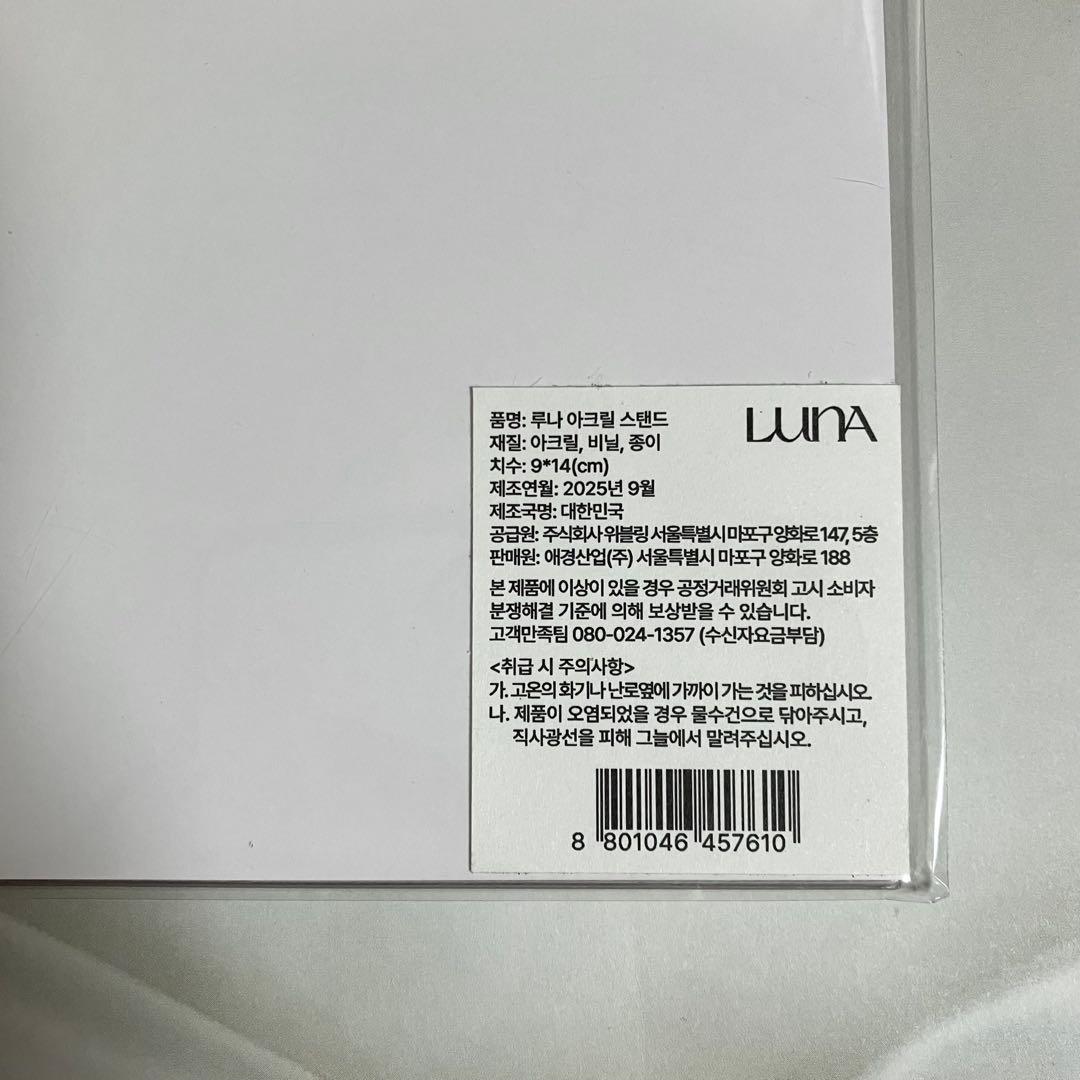 품명: 루나 아크릴 스탠드
LUNA
재질: 아크릴, 비닐, 종이
치수: 9*14(cm)
제조연월: 2025년 9월
제조국명: 대한민국
공급원: 주식회사 위블링 서울특별시 마포구 양화로 147, 5층
판매원: 애경산업(주) 서울특별시 마포구 양화로 188
본 제품에 이상이 있을 경우 공정거래위원회 고시 소비자
분쟁해결 기준에 의해 보상받을 수 있습니다.
고객만족팀 080-024-1357 (수신자요금부담)
<취급 시 주의사항>
가. 고온의 화기나 난로옆에 가까이 가는 것을 피하십시오.
나. 제품이 오염되었을 경우 물수건으로 닦아주시고,
직사광선을 피해 그늘에서 말려주십시오.
8 801046 457610